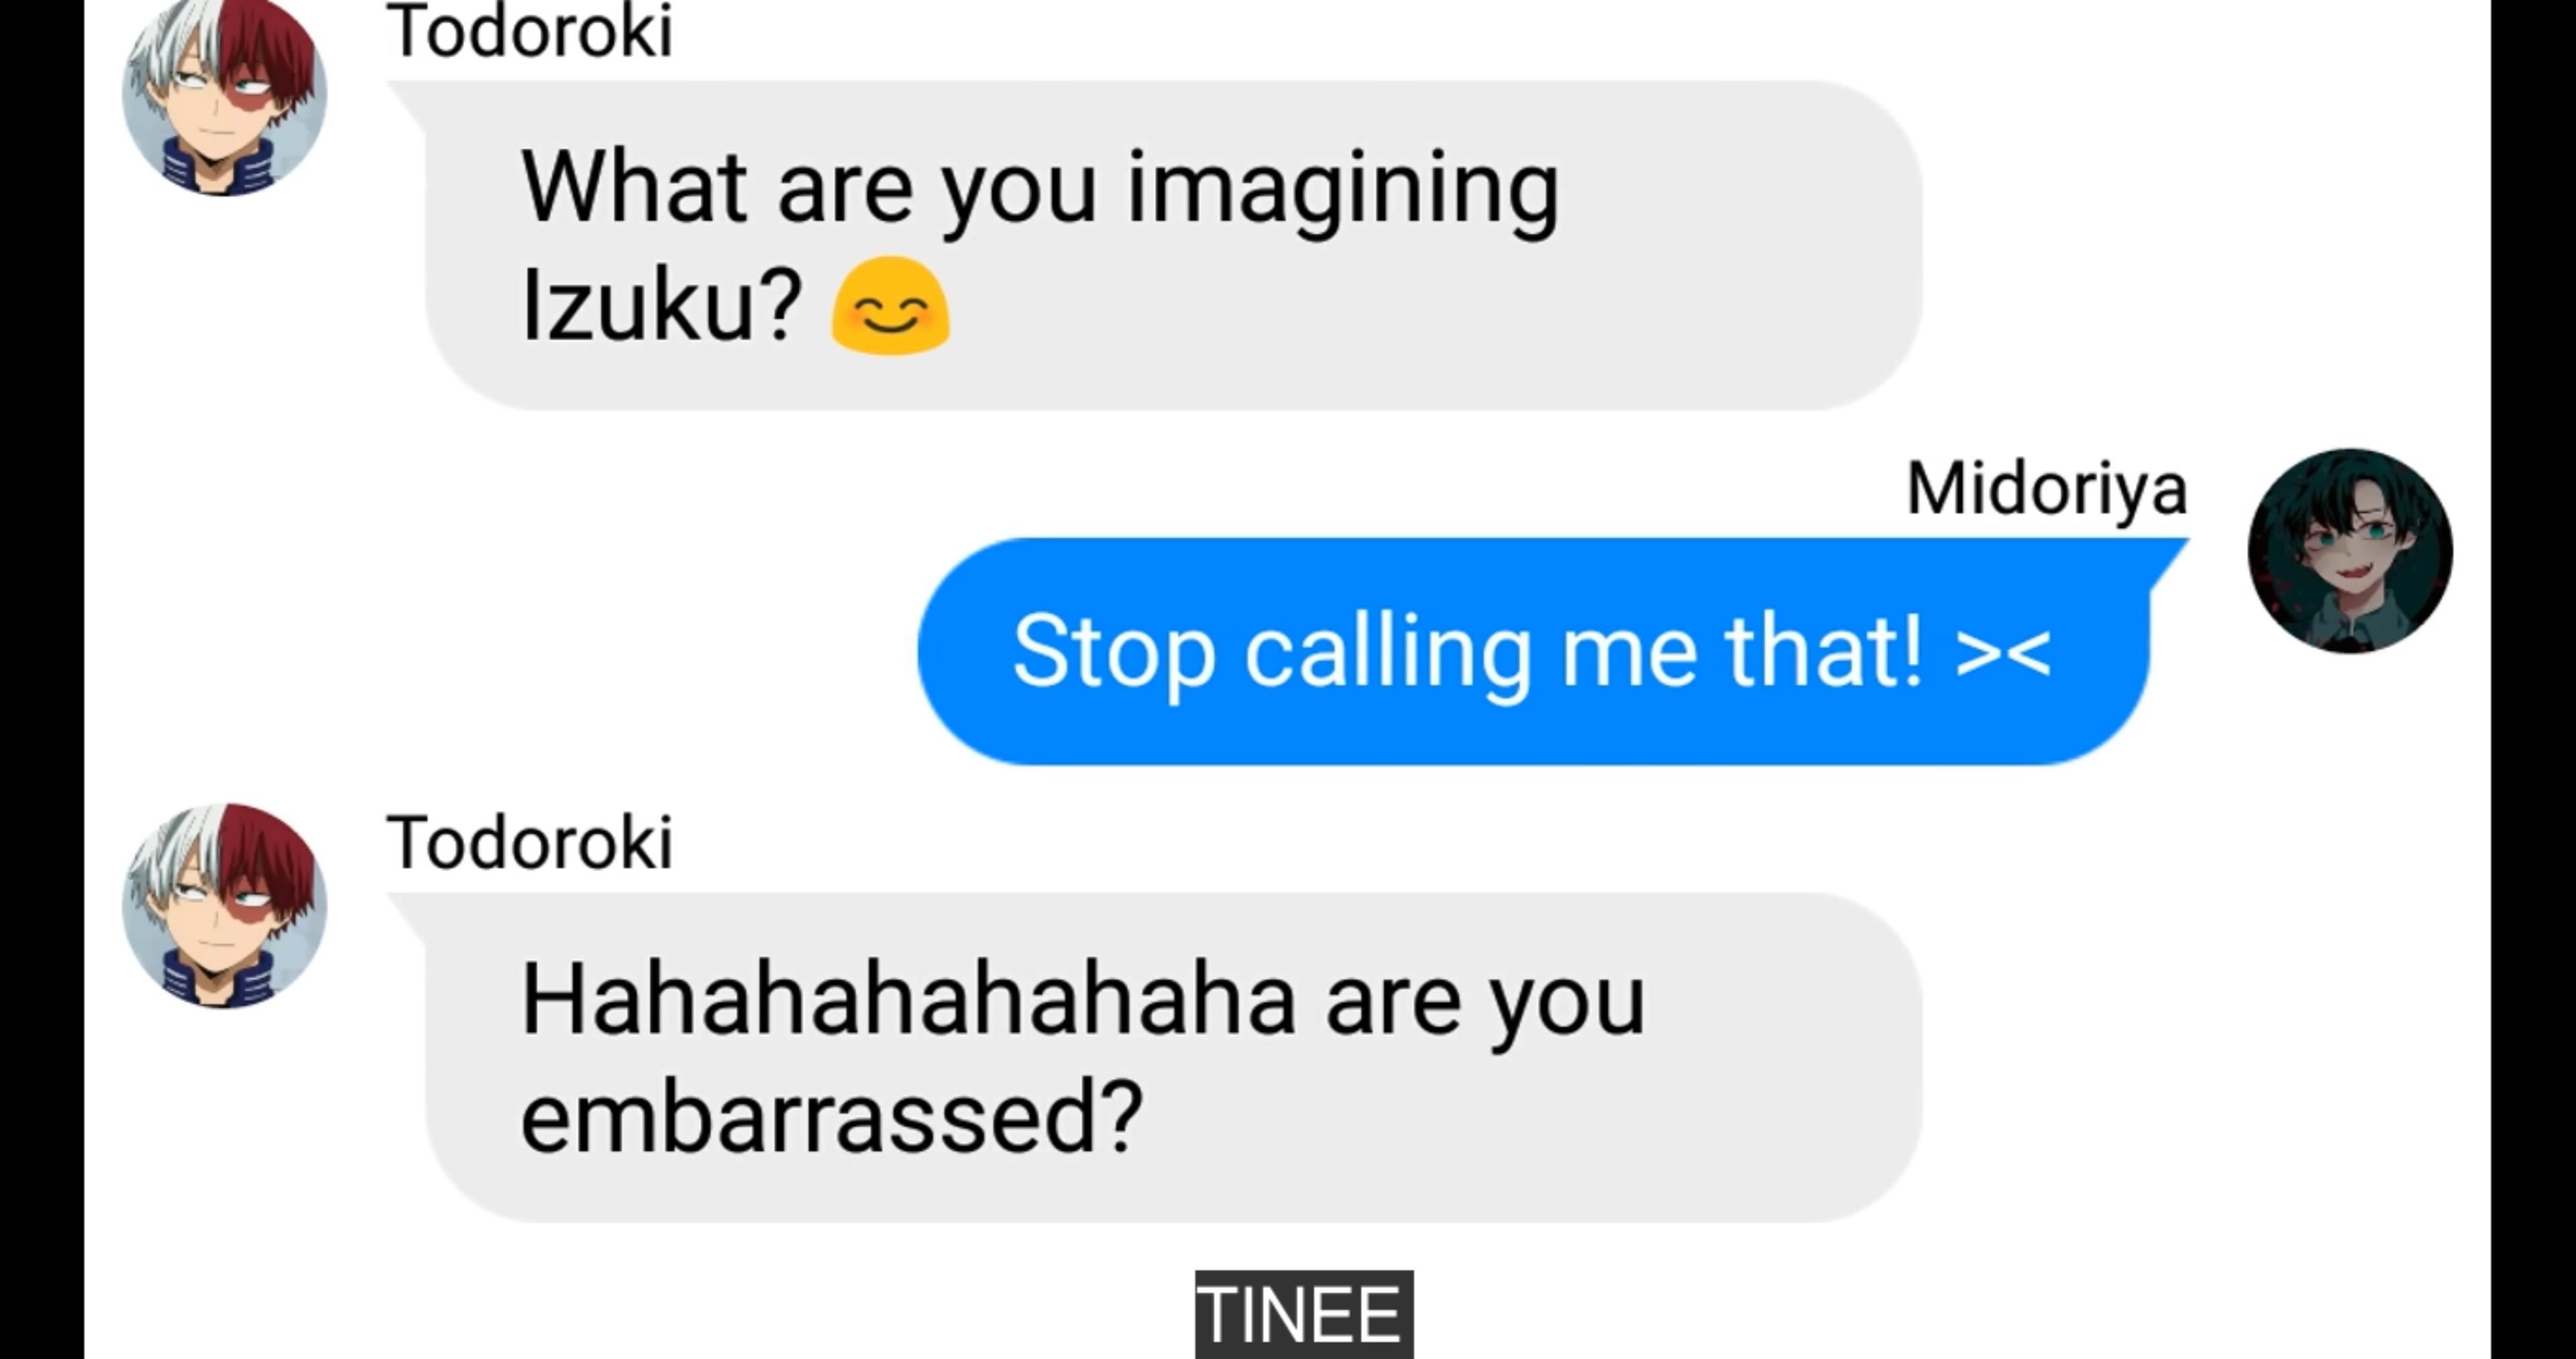 Todoroki
What are you imagining
Izuku? 😊
Midoriya
Stop calling me that! ><
Todoroki
Hahahahahahaha are you
embarrassed?
TINEE